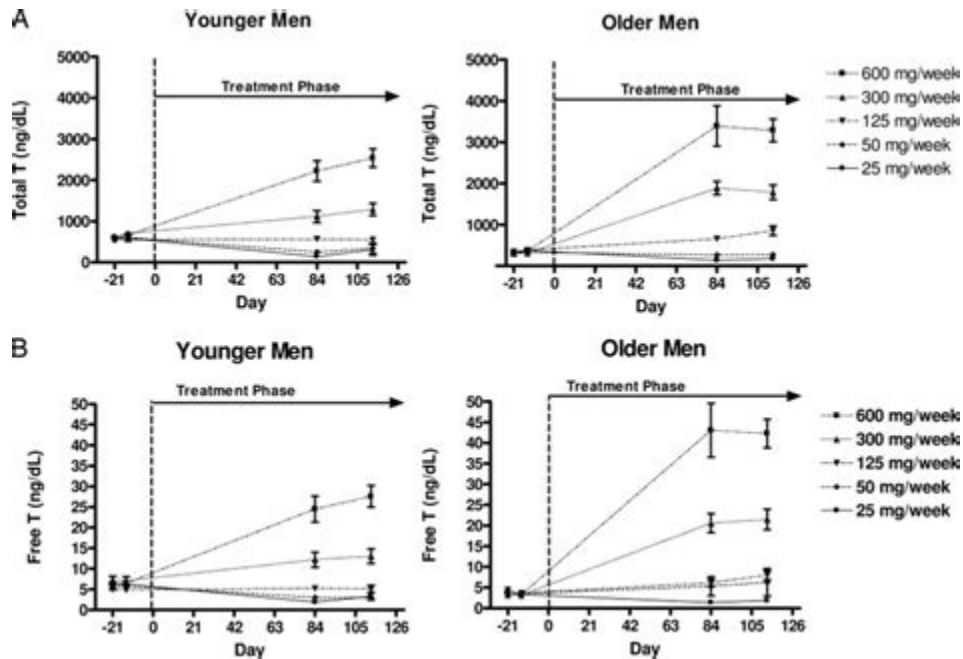 A
Younger Men
Older Men
Total T (ng/dL)
5000
4000
3000
2000
1000
0
Treatment Phase
-21 0 21 42 63 84 105 126
Day
Total T (ng/dL)
5000
4000
3000
2000
1000
Treatment Phase
-21 0 21 42 63 84 105 126
Day
600 mg/week
300 mg/week
125 mg/week
50 mg/week
25 mg/week
B
Younger Men
Older Men
Free T (ng/dL)
50
45
40
35
30
25
20
15
10
5
0
Treatment Phase
-21 0 21 42 63 84 105 126
Day
Free T (ng/dL)
50
45
40
35
30
25
20
15
10
5
0
Treatment Phase
-21 0 21 42 63 84 105 126
Day
600 mg/week
300 mg/week
125 mg/week
50 mg/week
25 mg/week